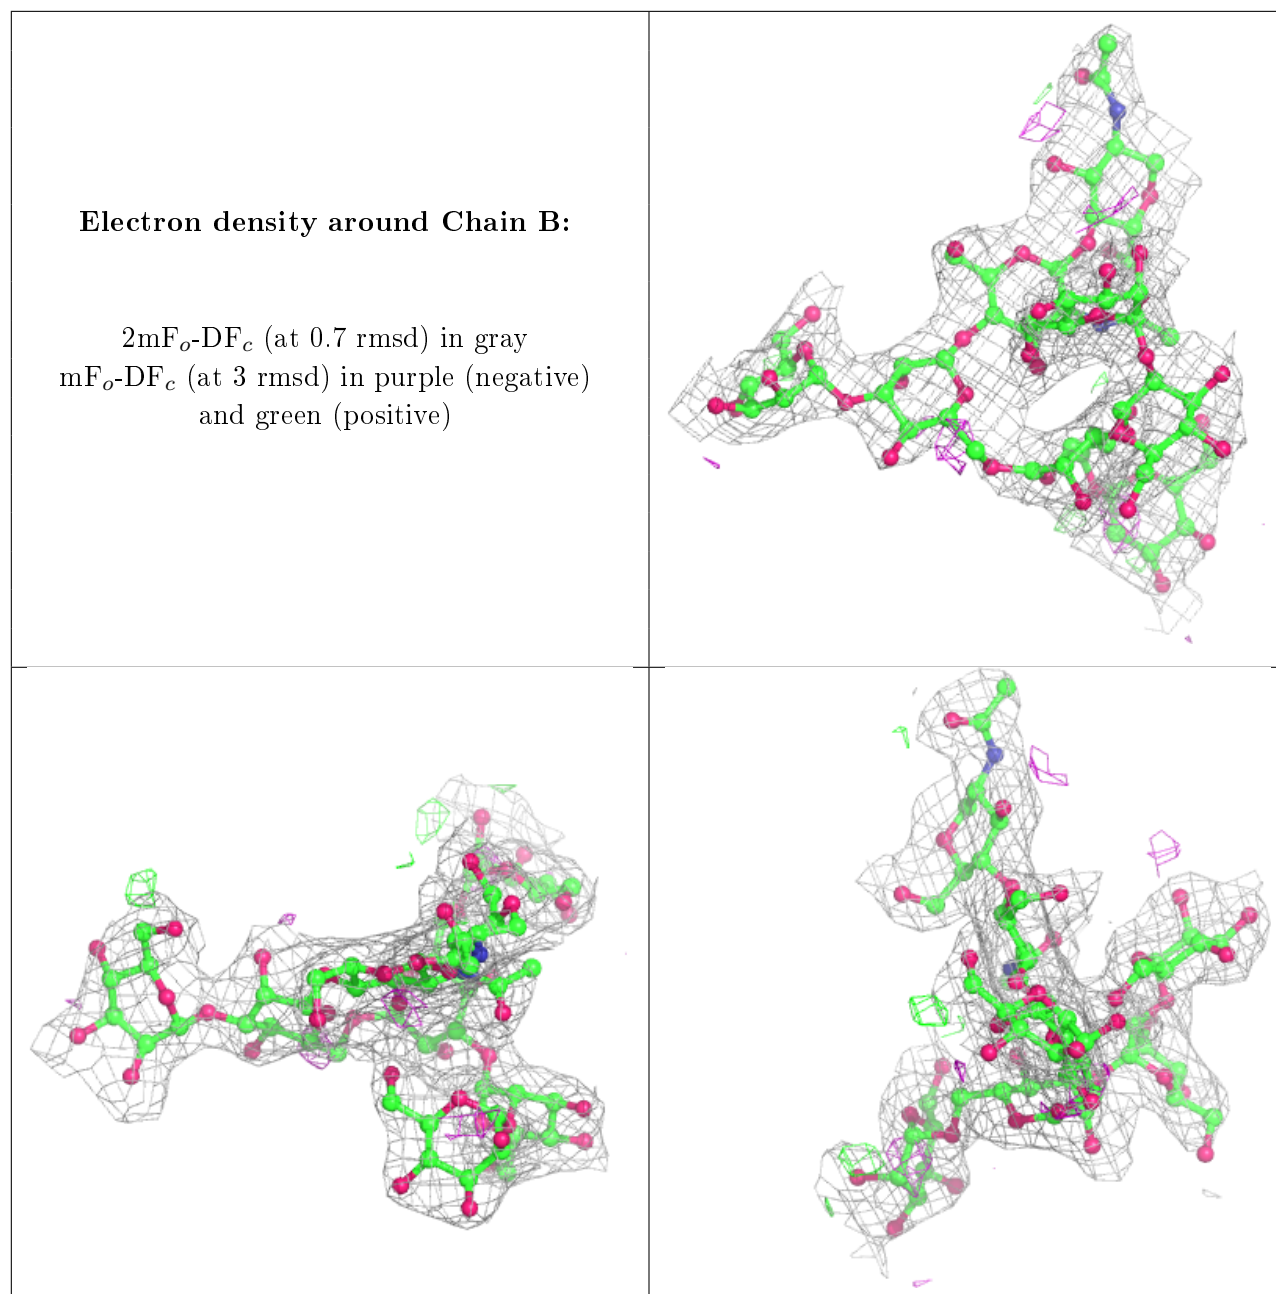 Electron density around Chain B:
2mFₒ-DF𝒸 (at 0.7 rmsd) in gray
mFₒ-DF𝒸 (at 3 rmsd) in purple (negative)
and green (positive)